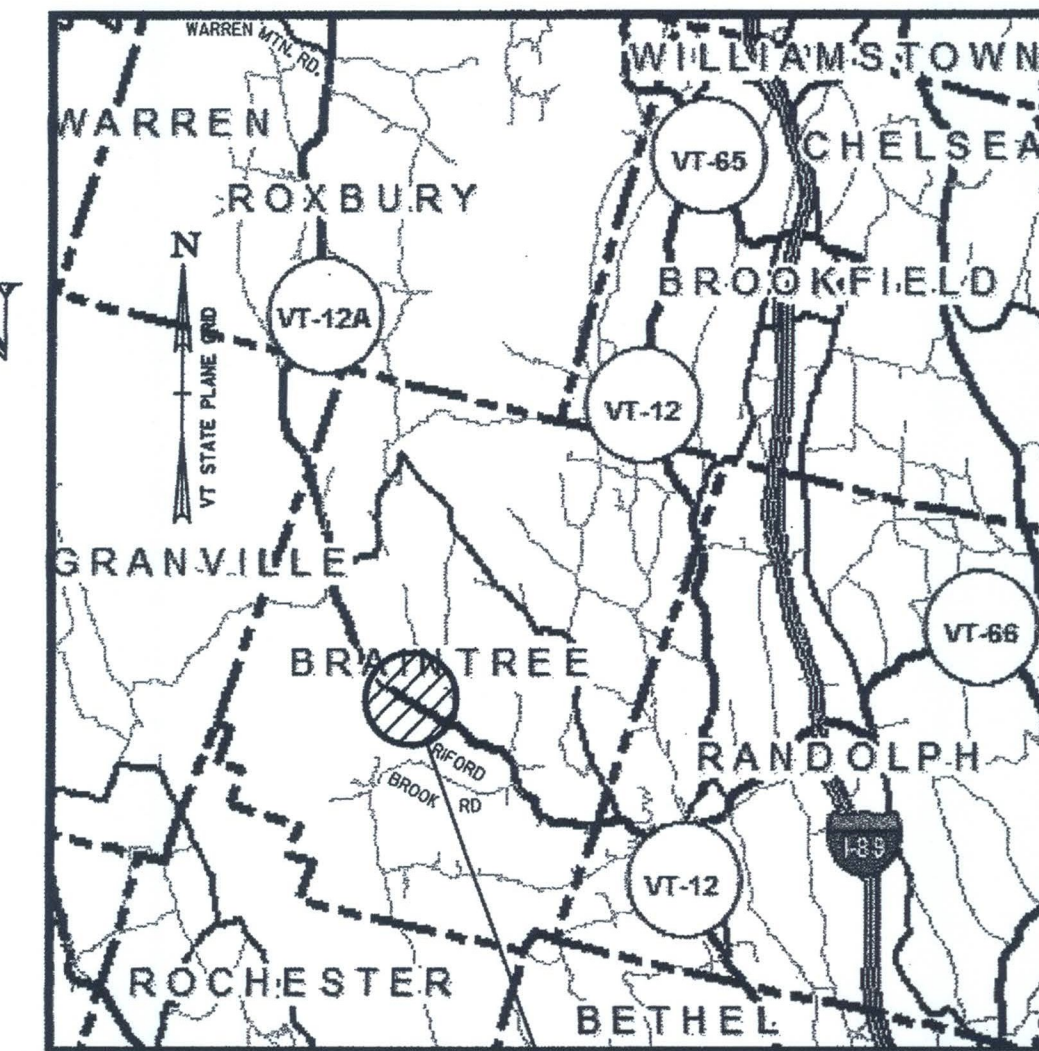 WARREN MTN. RD.
WILLIAMSTOWN
WARREN
VT-65
CHELSEA
ROXBURY
N
BROOKFIELD
VT-12A
VT STATE PLANE GRID
VT-12
GRANVILLE
VT-66
BRAINTREE
RIFORD
BROOK RD
RANDOLPH
I-89
VT-12
ROCHESTER
BETHEL